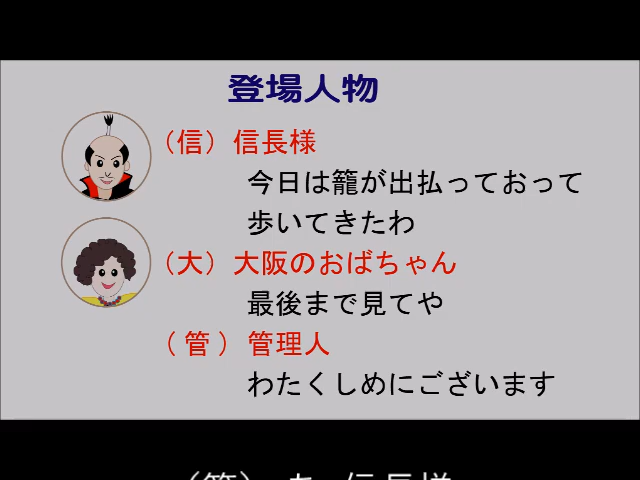 登場人物
（信）信長様
今日は籠が出払っておって
歩いてきたわ
（大）大阪のおばちゃん
最後まで見てや
（管）管理人
わたくしめにございます